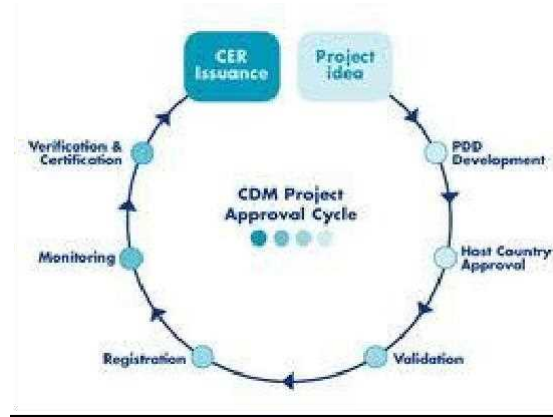 CER
Issuance
Project
idea
PDD
Development
Host Country
Approval
Validation
Registration
Monitoring
Verification &
Certification
CDM Project
Approval Cycle